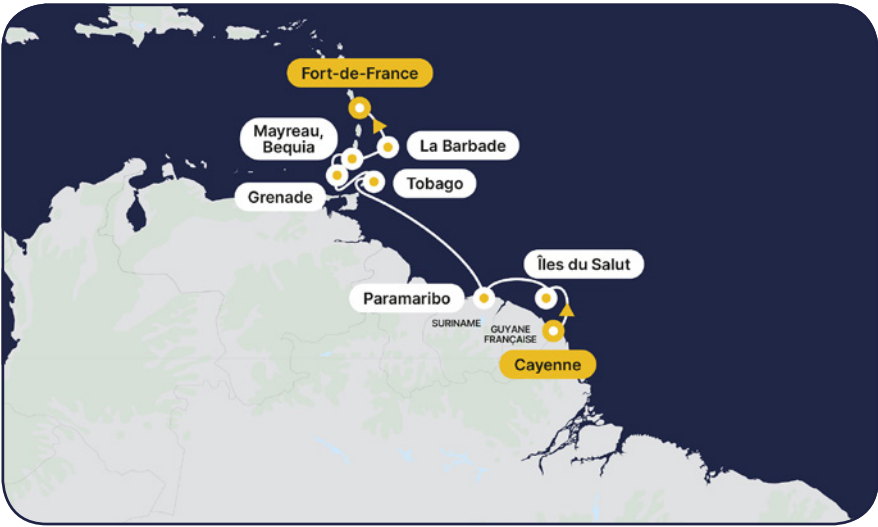 Fort-de-France
Mayreau,
Bequia
La Barbade
Tobago
Grenade
Îles du Salut
Paramaribo
SURINAME
GUYANE
FRANÇAISE
Cayenne